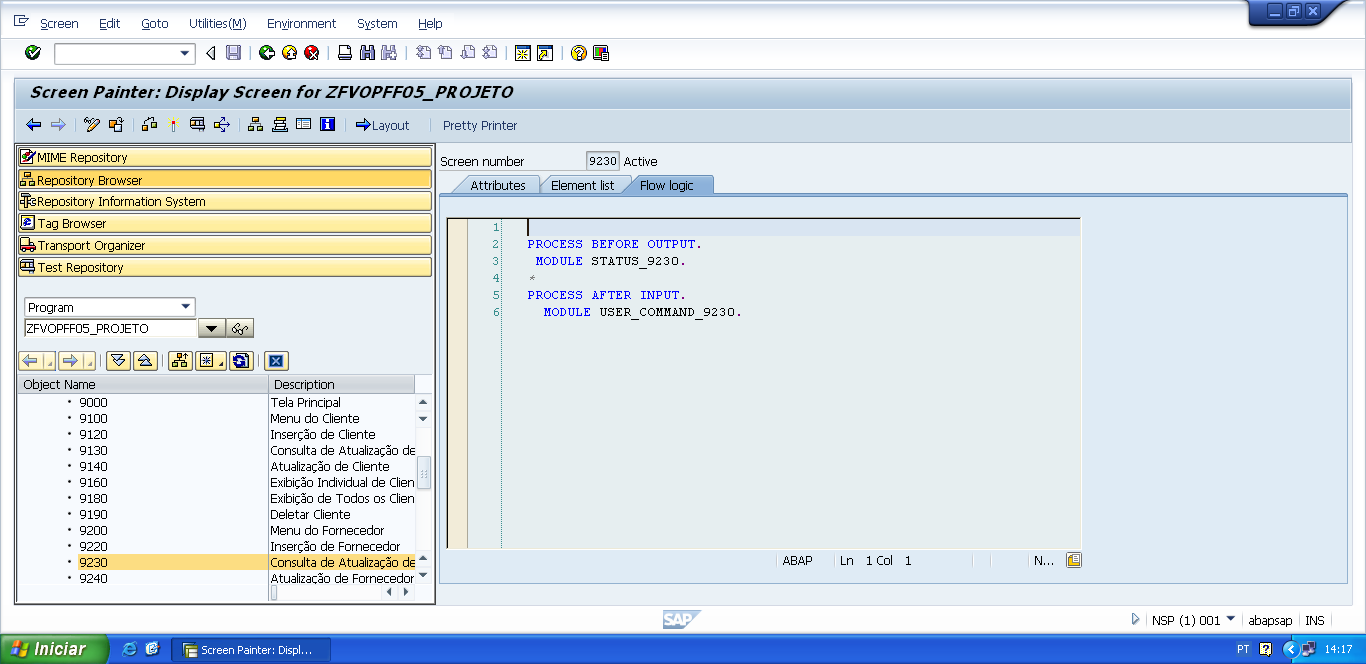 Screen Edit Goto Utilities(M) Environment System Help
Screen Painter: Display Screen for ZFVOPFF05_PROJETO
Layout Pretty Printer
MIME Repository
Repository Browser
Repository Information System
Tag Browser
Transport Organizer
Test Repository
Program
ZFVOPFF05_PROJETO
Object Name Description
9000 Tela Principal
9100 Menu do Cliente
9120 Inserção de Cliente
9130 Consulta de Atualização de
9140 Atualização de Cliente
9160 Exibição Individual de Clien
9180 Exibição de Todos os Clien
9190 Deletar Cliente
9200 Menu do Fornecedor
9220 Inserção de Fornecedor
9230 Consulta de Atualização de
9240 Atualização de Fornecedor
Screen number 9230 Active
Attributes Element list Flow logic
1
2 PROCESS BEFORE OUTPUT.
3 MODULE STATUS_9230.
4 *
5 PROCESS AFTER INPUT.
6 MODULE USER_COMMAND_9230.
ABAP Ln 1 Col 1 N...
SAP
NSP (1) 001 abapsap INS
Iniciar Screen Painter: Displ... PT 14:17